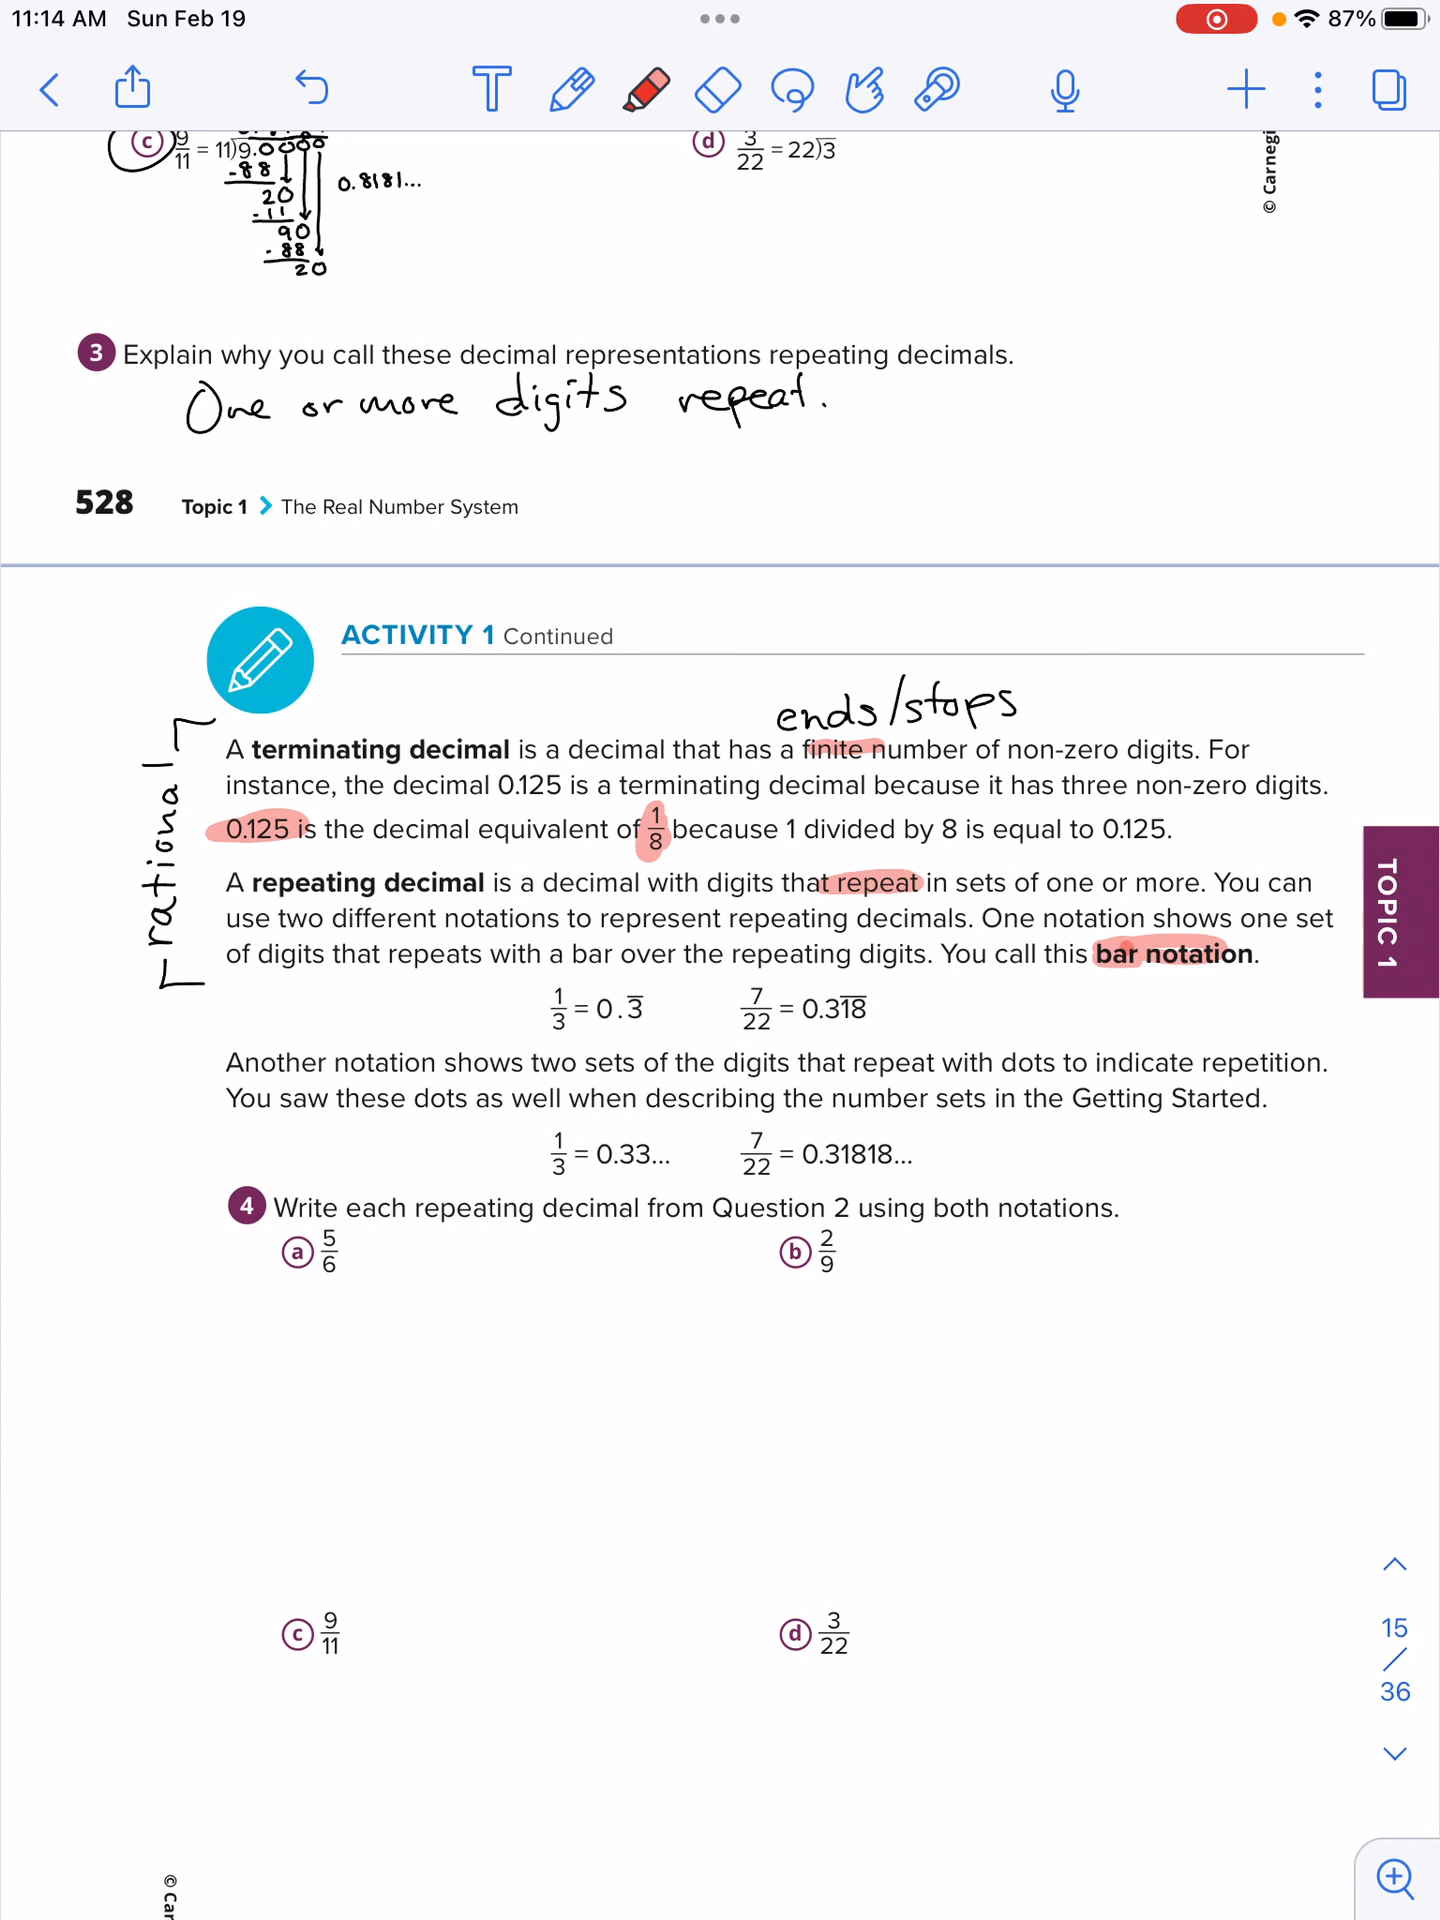 11:14 AM Sun Feb 19
87%
c 9/11 = 11)9.0000
-88
20
-11
90
-88
20
0.8181...
d 3/22 = 22)3
© Carnegi
3 Explain why you call these decimal representations repeating decimals.
One or more digits repeat.
528 Topic 1 > The Real Number System
ACTIVITY 1 Continued
ends/stops
rational
A terminating decimal is a decimal that has a finite number of non-zero digits. For
instance, the decimal 0.125 is a terminating decimal because it has three non-zero digits.
0.125 is the decimal equivalent of 1/8 because 1 divided by 8 is equal to 0.125.
A repeating decimal is a decimal with digits that repeat in sets of one or more. You can
use two different notations to represent repeating decimals. One notation shows one set
of digits that repeats with a bar over the repeating digits. You call this bar notation.
1/3 = 0.3̅ 7/22 = 0.31̅8̅
Another notation shows two sets of the digits that repeat with dots to indicate repetition.
You saw these dots as well when describing the number sets in the Getting Started.
1/3 = 0.33... 7/22 = 0.31818...
4 Write each repeating decimal from Question 2 using both notations.
a 5/6 b 2/9
c 9/11 d 3/22
TOPIC 1
15
/
36
© Car